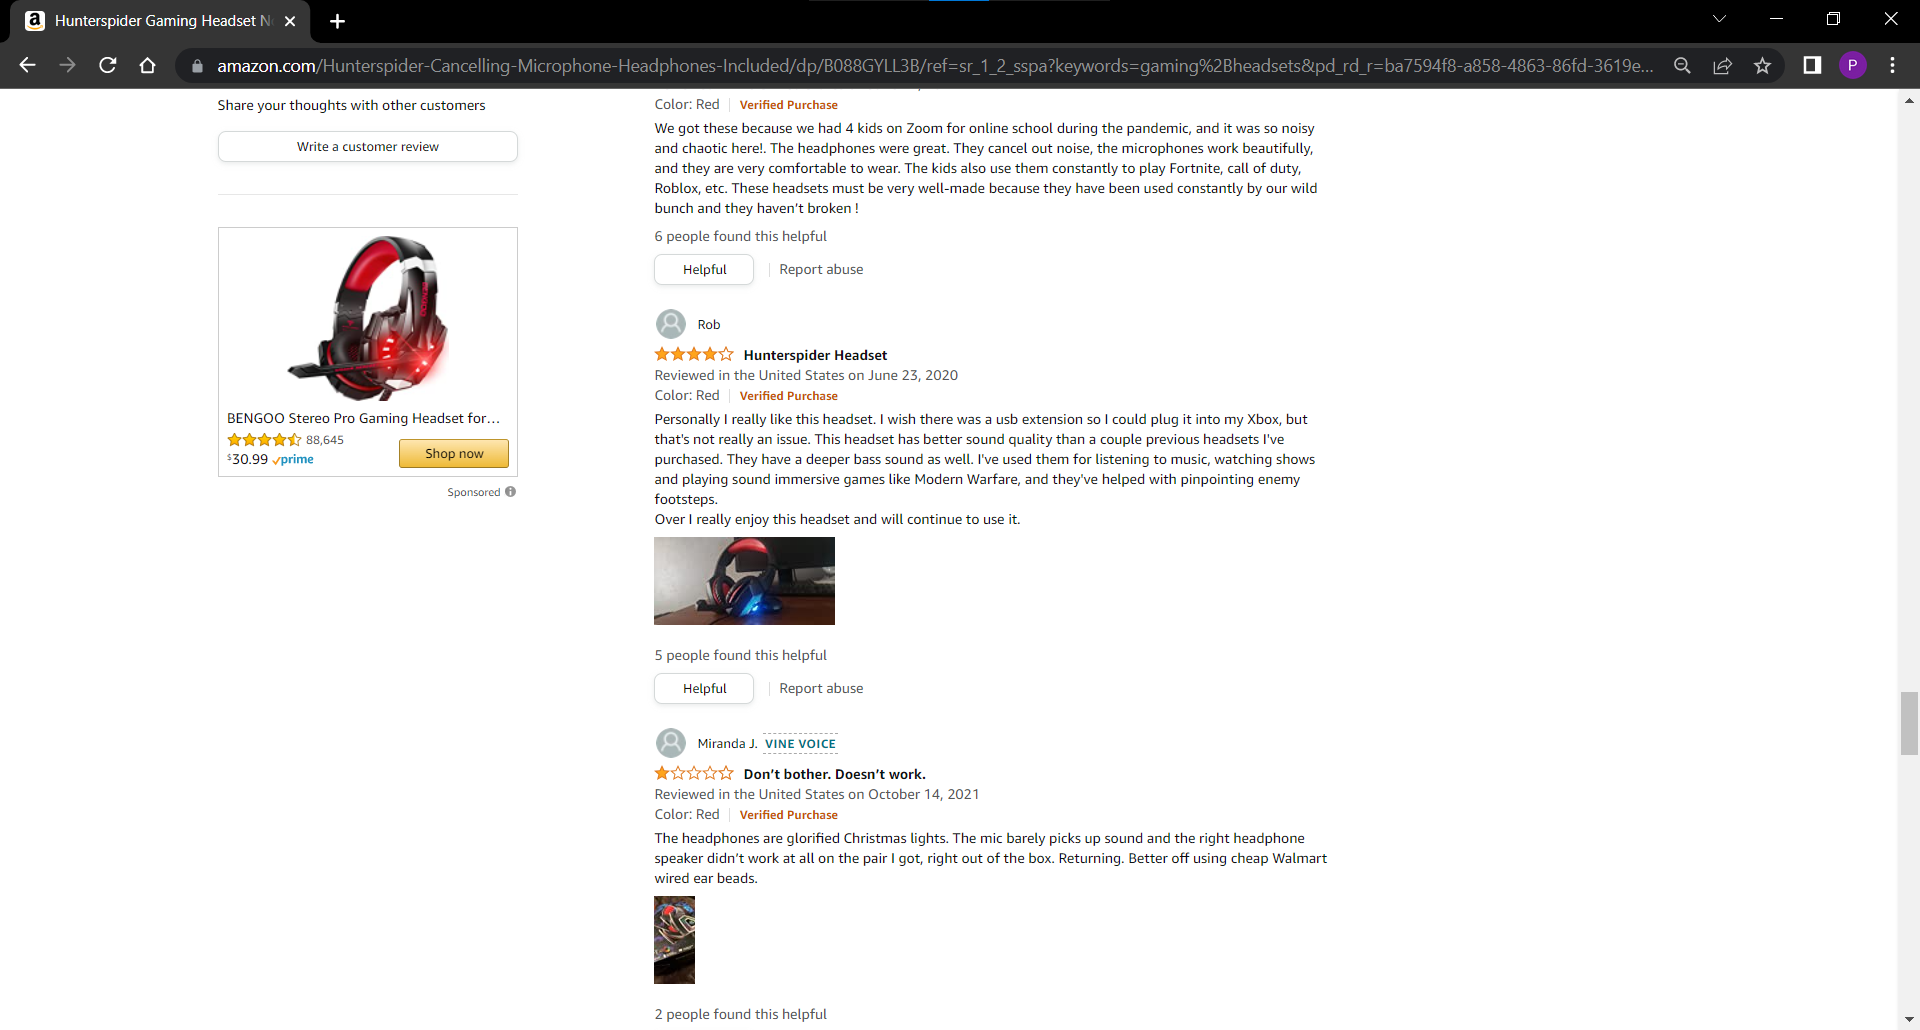 Hunterspider Gaming Headset N
amazon.com/Hunterspider-Cancelling-Microphone-Headphones-Included/dp/B088GYLL3B/ref=sr_1_2_sspa?keywords=gaming%2Bheadsets&pd_rd_r=ba7594f8-a858-4863-86fd-3619e...
P
Share your thoughts with other customers
Write a customer review
BENGOO Stereo Pro Gaming Headset for…
88,645
$30.99 prime
Shop now
Sponsored
Color: Red | Verified Purchase
We got these because we had 4 kids on Zoom for online school during the pandemic, and it was so noisy
and chaotic here!. The headphones were great. They cancel out noise, the microphones work beautifully,
and they are very comfortable to wear. The kids also use them constantly to play Fortnite, call of duty,
Roblox, etc. These headsets must be very well-made because they have been used constantly by our wild
bunch and they haven’t broken !
6 people found this helpful
Helpful | Report abuse
Rob
Hunterspider Headset
Reviewed in the United States on June 23, 2020
Color: Red | Verified Purchase
Personally I really like this headset. I wish there was a usb extension so I could plug it into my Xbox, but
that's not really an issue. This headset has better sound quality than a couple previous headsets I've
purchased. They have a deeper bass sound as well. I've used them for listening to music, watching shows
and playing sound immersive games like Modern Warfare, and they've helped with pinpointing enemy
footsteps.
Over I really enjoy this headset and will continue to use it.
5 people found this helpful
Helpful | Report abuse
Miranda J. VINE VOICE
Don’t bother. Doesn’t work.
Reviewed in the United States on October 14, 2021
Color: Red | Verified Purchase
The headphones are glorified Christmas lights. The mic barely picks up sound and the right headphone
speaker didn’t work at all on the pair I got, right out of the box. Returning. Better off using cheap Walmart
wired ear beads.
2 people found this helpful